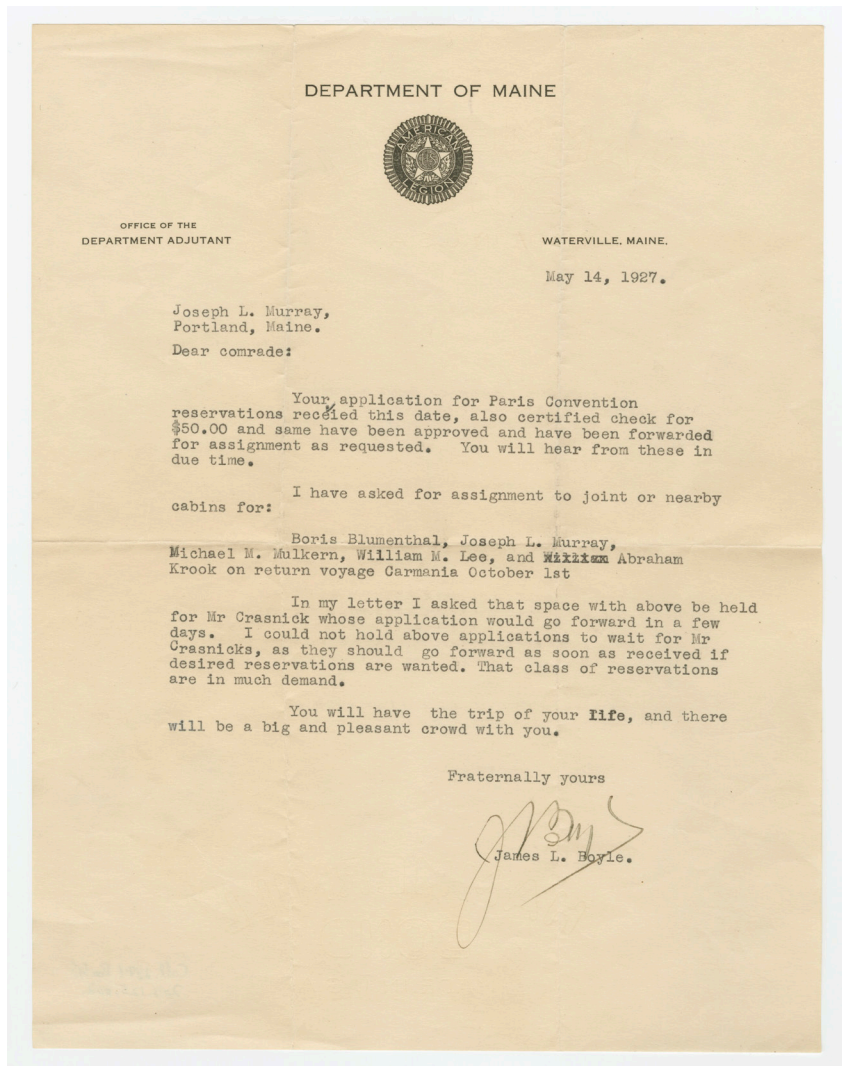 DEPARTMENT OF MAINE
AMERICAN
LEGION
OFFICE OF THE
DEPARTMENT ADJUTANT
WATERVILLE, MAINE.
May 14, 1927.
Joseph L. Murray,
Portland, Maine.
Dear comrade:
Your application for Paris Convention
reservations receied this date, also certified check for
$50.00 and same have been approved and have been forwarded
for assignment as requested. You will hear from these in
due time.
I have asked for assignment to joint or nearby
cabins for:
Boris Blumenthal, Joseph L. Murray,
Michael M. Mulkern, William M. Lee, and Abraham
Krook on return voyage Carmania October 1st
In my letter I asked that space with above be held
for Mr Crasnick whose application would go forward in a few
days. I could not hold above applications to wait for Mr
Crasnicks, as they should go forward as soon as received if
desired reservations are wanted. That class of reservations
are in much demand.
You will have the trip of your life, and there
will be a big and pleasant crowd with you.
Fraternally yours
James L. Boyle.